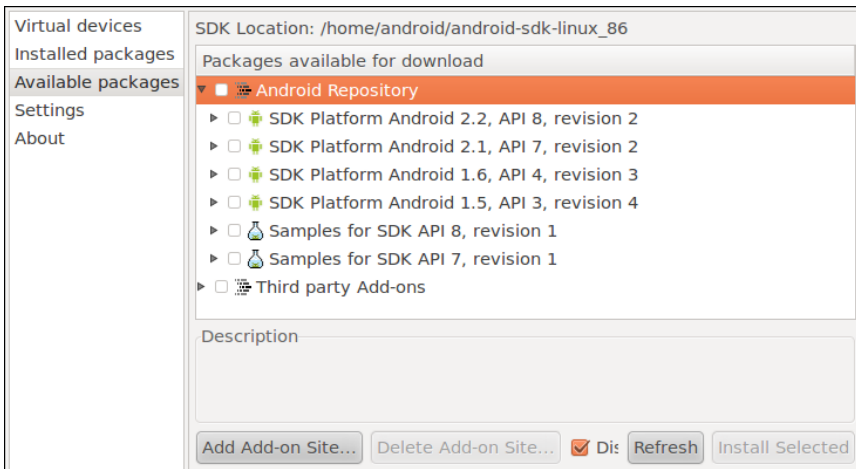 Virtual devices
Installed packages
Available packages
Settings
About
SDK Location: /home/android/android-sdk-linux_86
Packages available for download
Android Repository
SDK Platform Android 2.2, API 8, revision 2
SDK Platform Android 2.1, API 7, revision 2
SDK Platform Android 1.6, API 4, revision 3
SDK Platform Android 1.5, API 3, revision 4
Samples for SDK API 8, revision 1
Samples for SDK API 7, revision 1
Third party Add-ons
Description
Add Add-on Site... Delete Add-on Site... Dis Refresh Install Selected